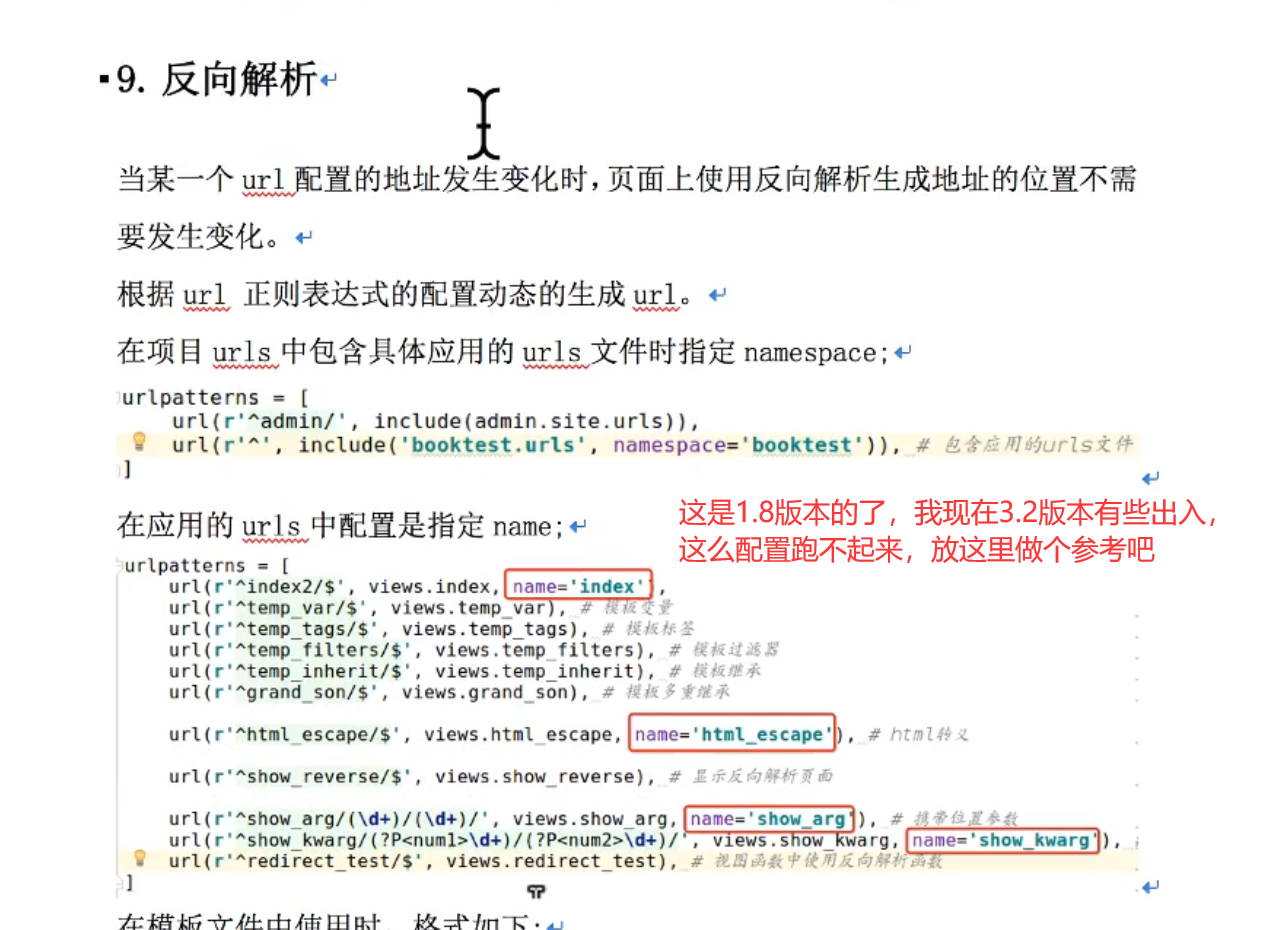 9. 反向解析
当某一个 url 配置的地址发生变化时,页面上使用反向解析生成地址的位置不需
要发生变化。
根据 url 正则表达式的配置动态的生成 url。
在项目 urls 中包含具体应用的 urls 文件时指定 namespace;
urlpatterns = [
url(r'^admin/', include(admin.site.urls)),
url(r'^', include('booktest.urls', namespace='booktest')), # 包含应用的urls文件
]
在应用的 urls 中配置是指定 name;
这是1.8版本的了，我现在3.2版本有些出入，
这么配置跑不起来，放这里做个参考吧
urlpatterns = [
url(r'^index2/$', views.index, name='index'),
url(r'^temp_var/$', views.temp_var), # 模板变量
url(r'^temp_tags/$', views.temp_tags), # 模板标签
url(r'^temp_filters/$', views.temp_filters), # 模板过滤器
url(r'^temp_inherit/$', views.temp_inherit), # 模板继承
url(r'^grand_son/$', views.grand_son), # 模板多重继承
url(r'^html_escape/$', views.html_escape, name='html_escape'), # html转义
url(r'^show_reverse/$', views.show_reverse), # 显示反向解析页面
url(r'^show_arg/(\d+)/(\d+)/', views.show_arg, name='show_arg'), # 携带位置参数
url(r'^show_kwarg/(?P<num1>\d+)/(?P<num2>\d+)/', views.show_kwarg, name='show_kwarg'),
url(r'^redirect_test/$', views.redirect_test), # 视图函数中使用反向解析函数
]
在模板文件中使用时，格式如下: